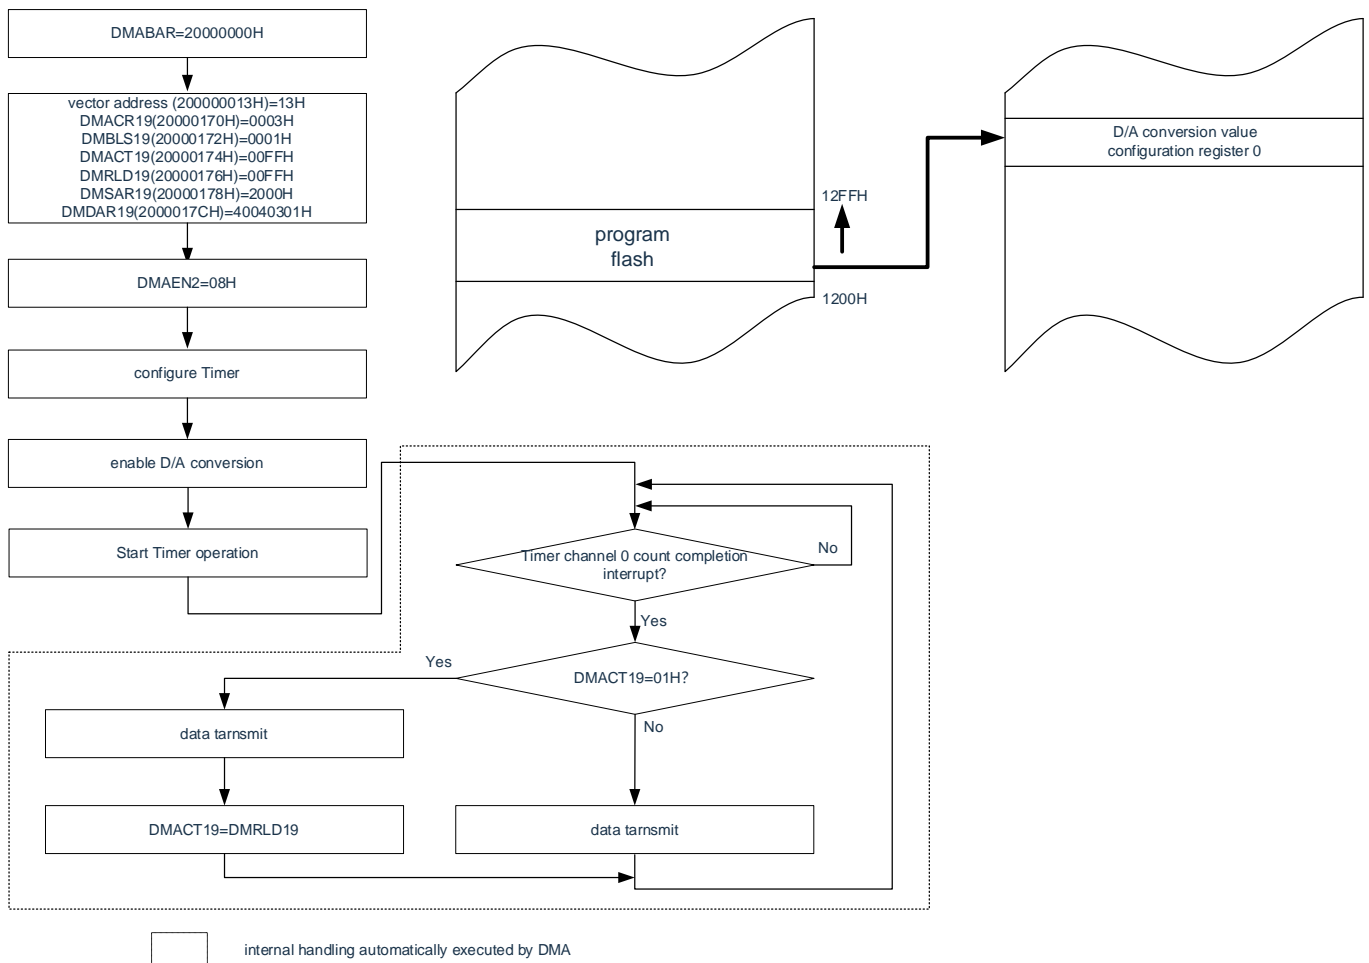 DMABAR=20000000H
vector address (200000013H)=13H
DMACR19(20000170H)=0003H
DMBLS19(20000172H)=0001H
DMACT19(20000174H)=00FFH
DMRLD19(20000176H)=00FFH
DMSAR19(20000178H)=2000H
DMDAR19(2000017CH)=40040301H
DMAEN2=08H
configure Timer
enable D/A conversion
Start Timer operation
program
flash
12FFH
1200H
D/A conversion value
configuration register 0
Timer channel 0 count completion
interrupt?
No
Yes
DMACT19=01H?
Yes
No
data tarnsmit
DMACT19=DMRLD19
data tarnsmit
internal handling automatically executed by DMA